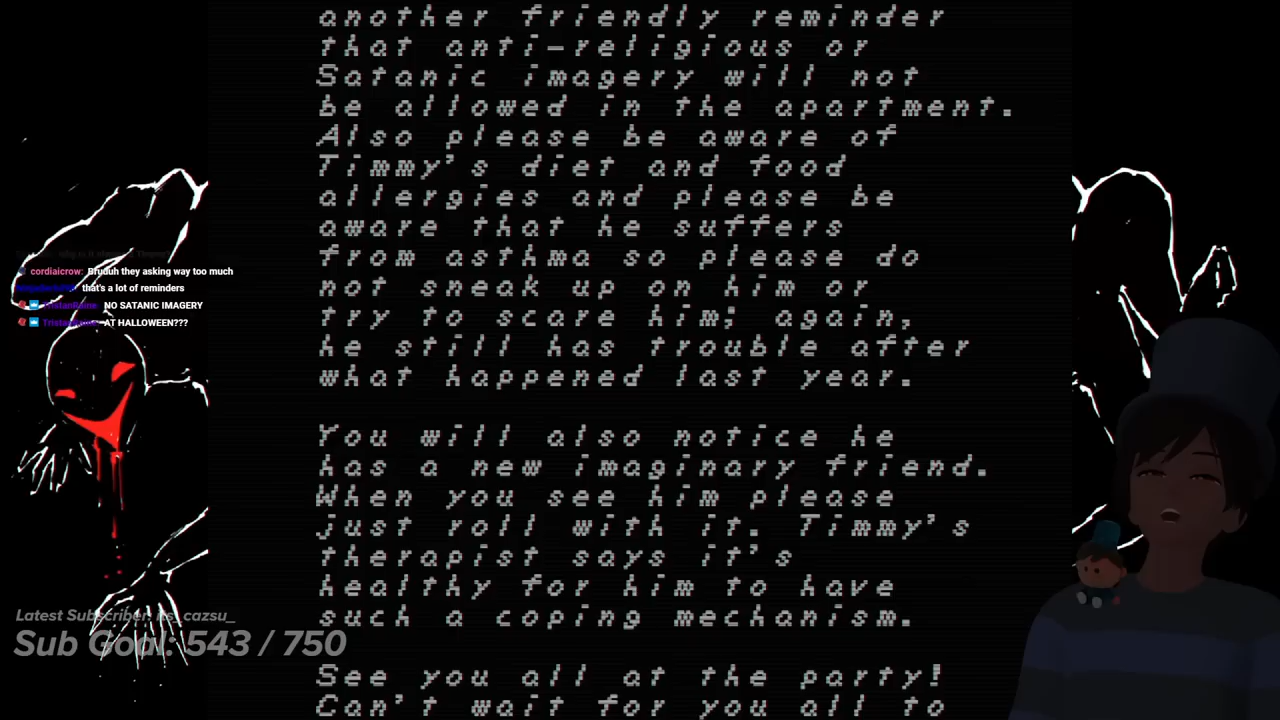 another friendly reminder
that anti-religious or
Satanic imagery will not
be allowed in the apartment.
Also please be aware of
Timmy's diet and food
allergies and please be
aware that he suffers
from asthma so please do
not sneak up on him or
try to scare him; again,
he still has trouble after
what happened last year.
You will also notice he
has a new imaginary friend.
When you see him please
just roll with it. Timmy's
therapist says it's
healthy for him to have
such a coping mechanism.
See you all at the party!
Can't wait for you all to
cordiaicrow: Bruduh they asking way too much
that's a lot of reminders
NO SATANIC IMAGERY
AT HALLOWEEN???
Latest Subscriber: its_cazsu_
Sub Goal: 543 / 750